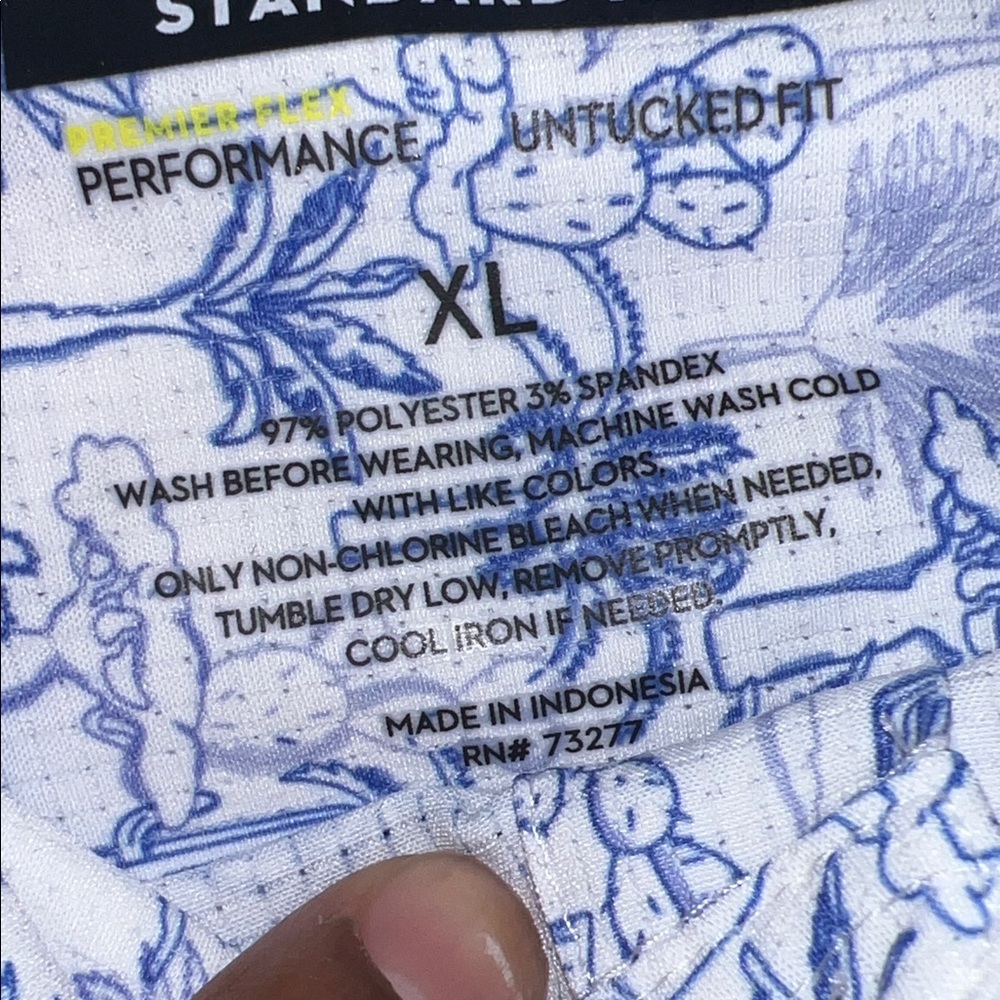 STANDARD
PREMIER FLEX
PERFORMANCE
UNTUCKED FIT
XL
97% POLYESTER 3% SPANDEX
WASH BEFORE WEARING, MACHINE WASH COLD
WITH LIKE COLORS.
ONLY NON-CHLORINE BLEACH WHEN NEEDED,
TUMBLE DRY LOW, REMOVE PROMPTLY,
COOL IRON IF NEEDED.
MADE IN INDONESIA
RN# 73277